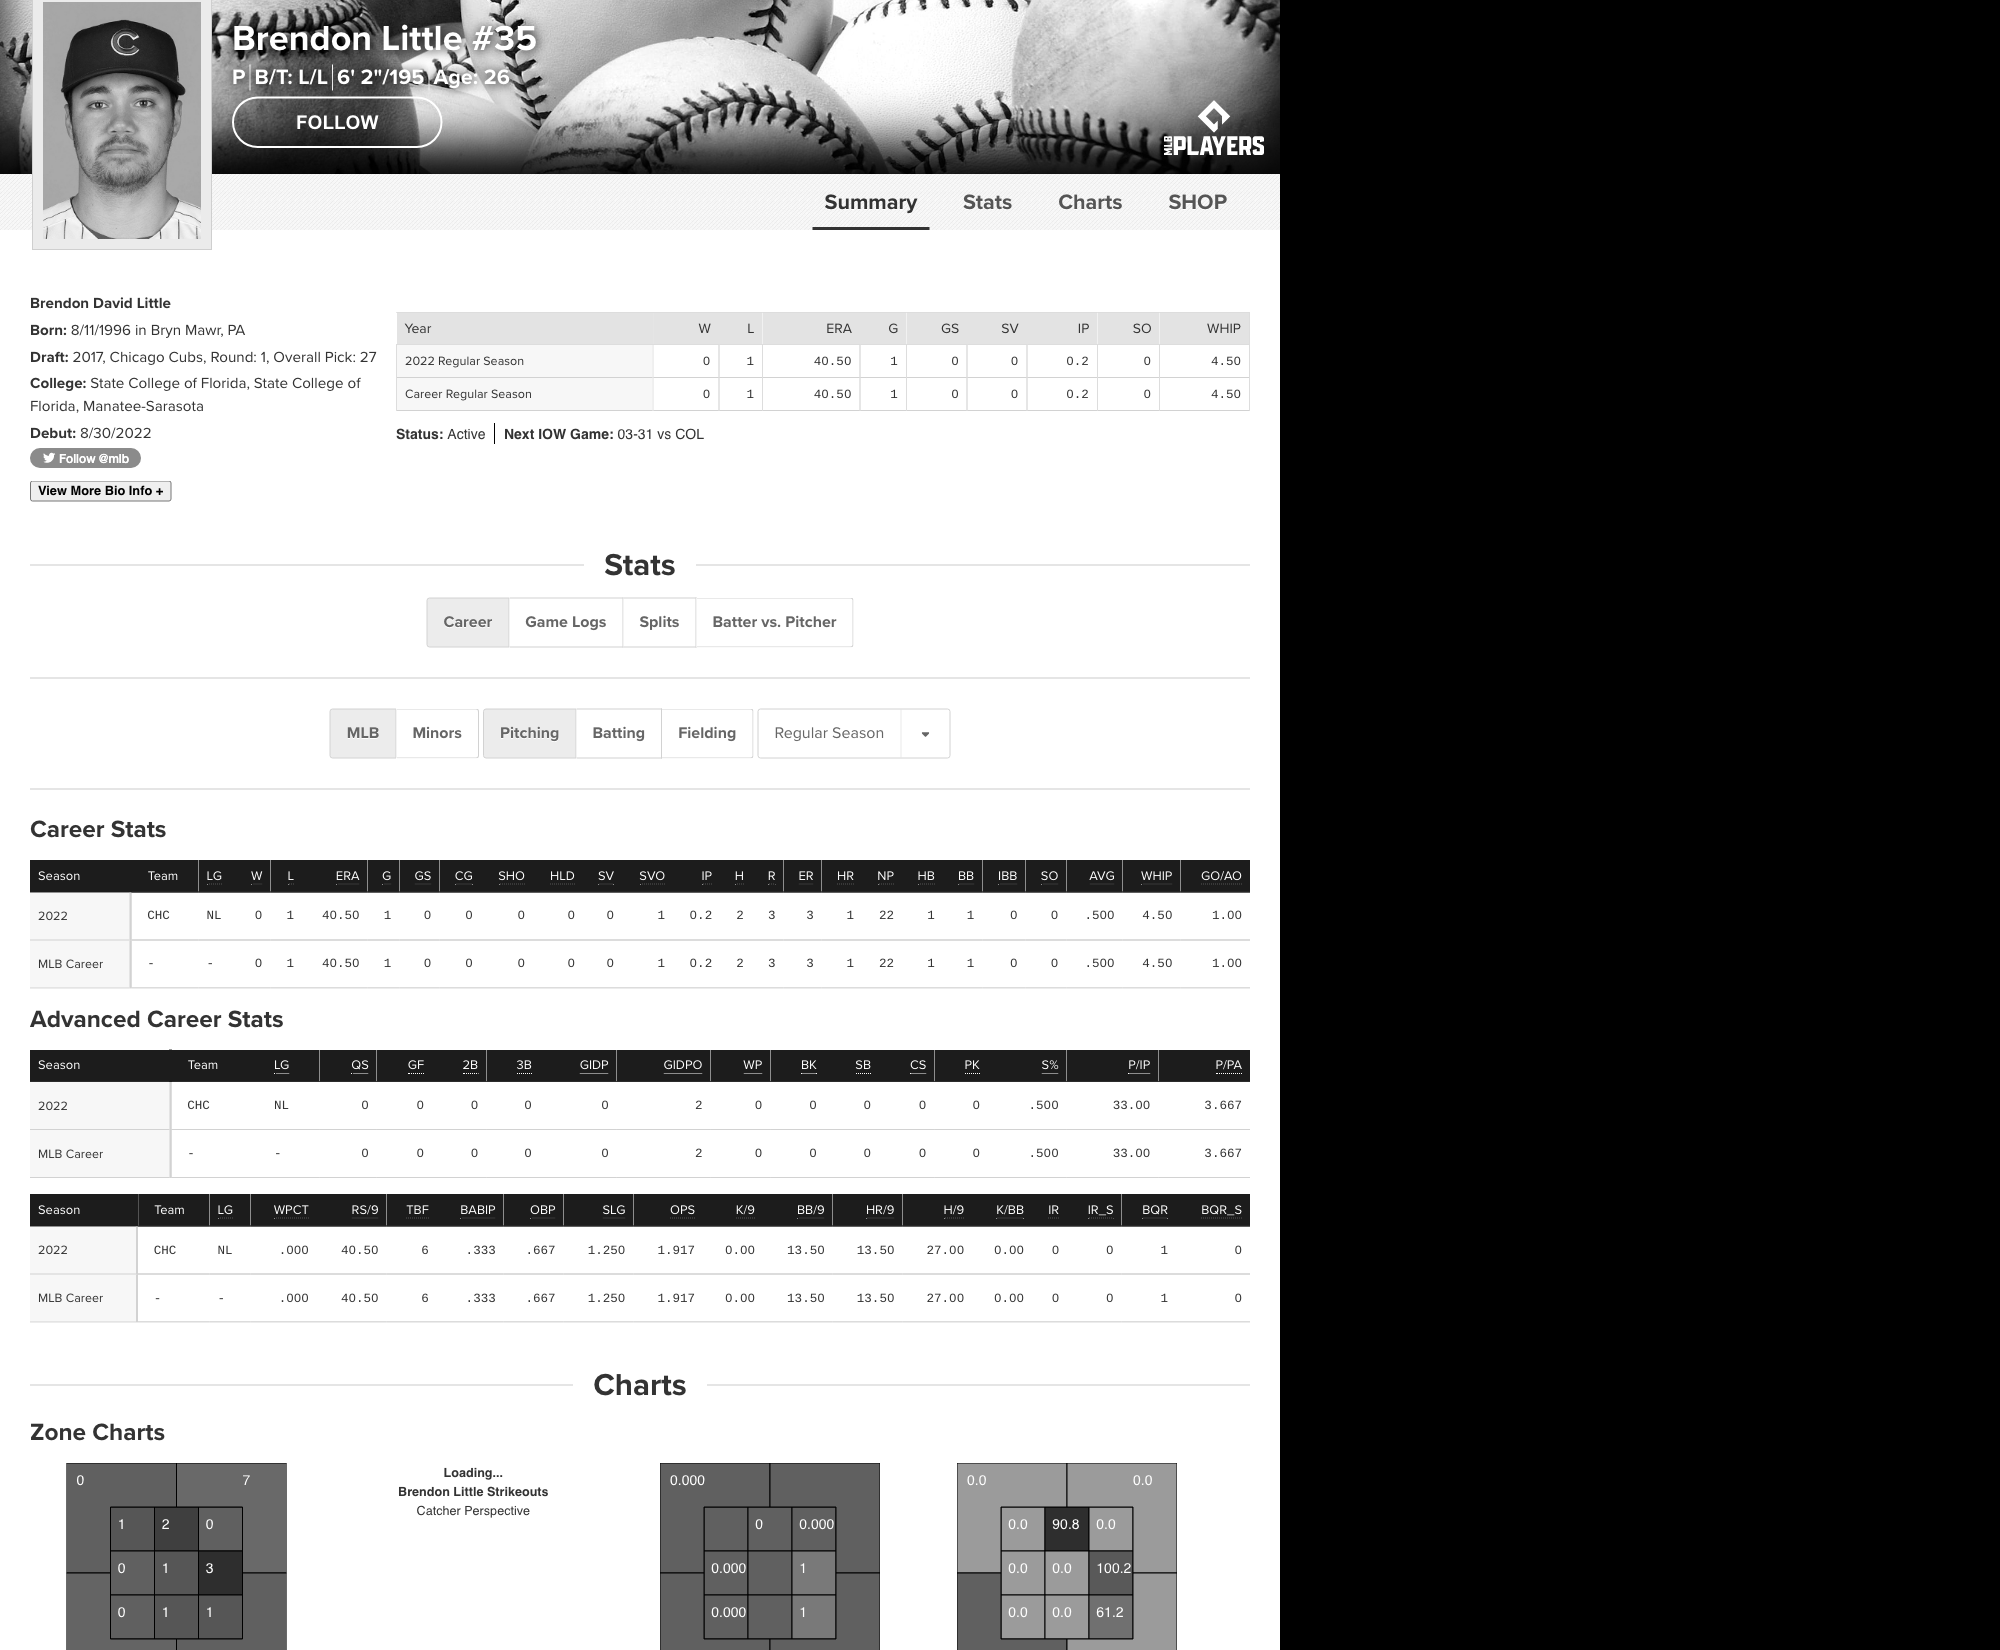 Brendon Little #35
P B/T: L/L 6' 2"/195 Age: 26
FOLLOW
MLB PLAYERS
Summary Stats Charts SHOP
Brendon David Little
Born: 8/11/1996 in Bryn Mawr, PA
Draft: 2017, Chicago Cubs, Round: 1, Overall Pick: 27
College: State College of Florida, State College of
Florida, Manatee-Sarasota
Debut: 8/30/2022
Follow @mlb
View More Bio Info +
Year W L ERA G GS SV IP SO WHIP
2022 Regular Season 0 1 40.50 1 0 0 0.2 0 4.50
Career Regular Season 0 1 40.50 1 0 0 0.2 0 4.50
Status: Active Next IOW Game: 03-31 vs COL
Stats
Career Game Logs Splits Batter vs. Pitcher
MLB Minors Pitching Batting Fielding Regular Season
Career Stats
Season Team LG W L ERA G GS CG SHO HLD SV SVO IP H R ER HR NP HB BB IBB SO AVG WHIP GO/AO
2022 CHC NL 0 1 40.50 1 0 0 0 0 0 1 0.2 2 3 3 1 22 1 1 0 0 .500 4.50 1.00
MLB Career - - 0 1 40.50 1 0 0 0 0 0 1 0.2 2 3 3 1 22 1 1 0 0 .500 4.50 1.00
Advanced Career Stats
Season Team LG QS GF 2B 3B GIDP GIDPO WP BK SB CS PK S% P/IP P/PA
2022 CHC NL 0 0 0 0 0 2 0 0 0 0 0 .500 33.00 3.667
MLB Career - - 0 0 0 0 0 2 0 0 0 0 0 .500 33.00 3.667
Season Team LG WPCT RS/9 TBF BABIP OBP SLG OPS K/9 BB/9 HR/9 H/9 K/BB IR IR_S BQR BQR_S
2022 CHC NL .000 40.50 6 .333 .667 1.250 1.917 0.00 13.50 13.50 27.00 0.00 0 0 1 0
MLB Career - - .000 40.50 6 .333 .667 1.250 1.917 0.00 13.50 13.50 27.00 0.00 0 0 1 0
Charts
Zone Charts
0 7
1 2 0
0 1 3
0 1 1
Loading...
Brendon Little Strikeouts
Catcher Perspective
0.000
0 0.000
0.000 1
0.000 1
0.0 0.0
0.0 90.8 0.0
0.0 0.0 100.2
0.0 0.0 61.2